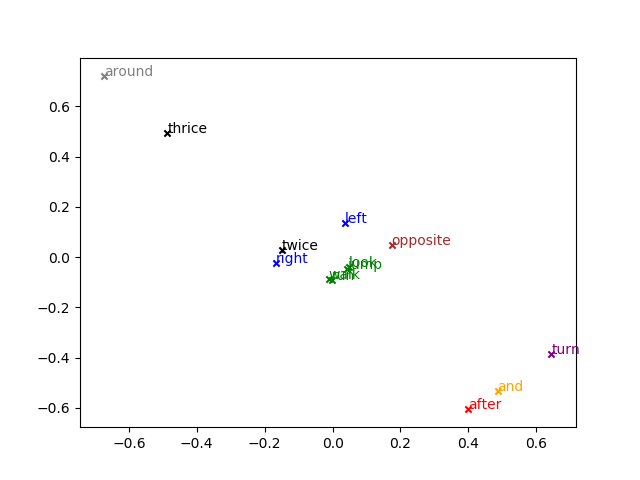 around
thrice
left
opposite
twice
right
look
jump
walk
run
turn
and
after
0.6
0.4
0.2
0.0
−0.2
−0.4
−0.6
−0.6
−0.4
−0.2
0.0
0.2
0.4
0.6